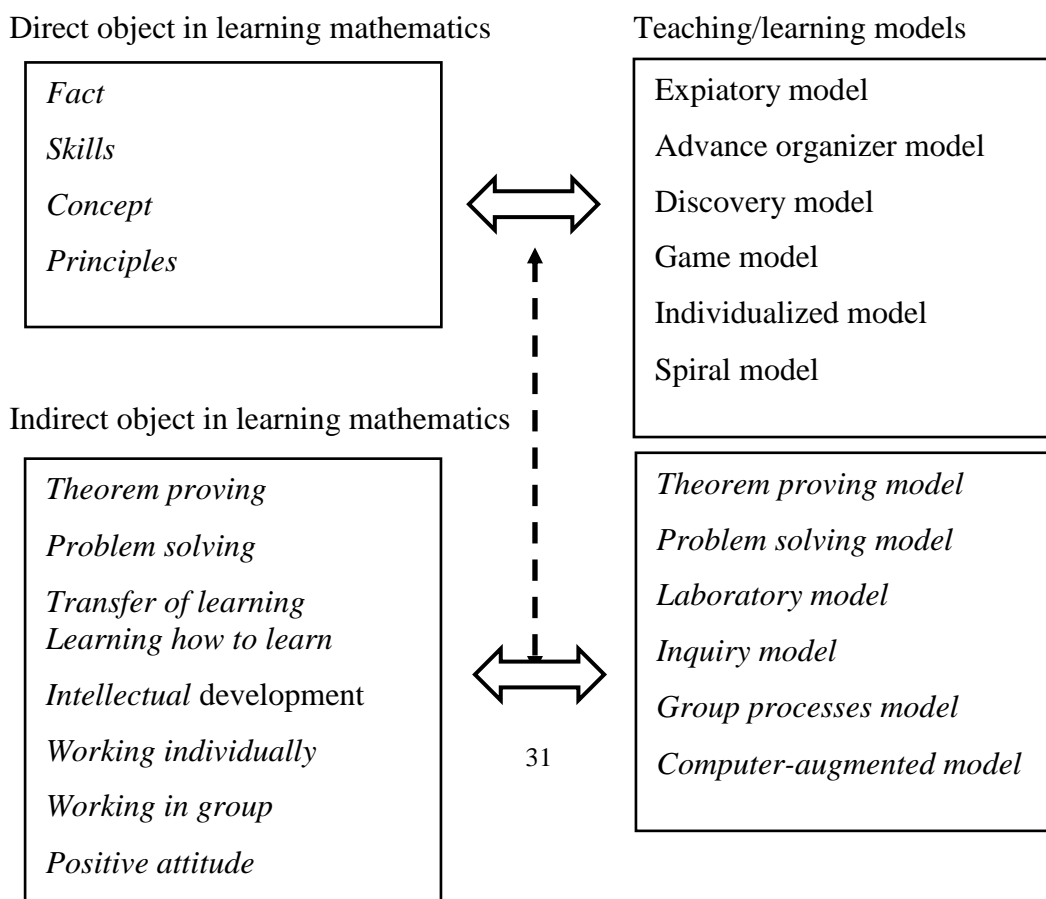 Direct object in learning mathematics
Fact
Skills
Concept
Principles
Teaching/learning models
Expiatory model
Advance organizer model
Discovery model
Game model
Individualized model
Spiral model
Indirect object in learning mathematics
Theorem proving
Problem solving
Transfer of learning
Learning how to learn
Intellectual development
Working individually
Working in group
Positive attitude
Theorem proving model
Problem solving model
Laboratory model
Inquiry model
Group processes model
Computer-augmented model
31